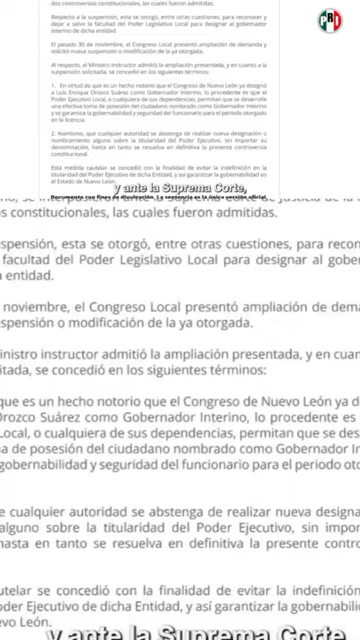 dos controversias constitucionales, las cuales fueron admitidas.
PRI
Respecto a la suspensión, esta se otorgó, entre otras cuestiones, para reconocer
y dejar a salvo la facultad del Poder Legislativo Local para designar al gobernador
interino de dicha entidad.
El pasado 30 de noviembre, el Congreso Local presentó ampliación de demanda y
solicitó nueva suspensión o modificación de la ya otorgada.
Al respecto, el Ministro instructor admitió la ampliación presentada, y en cuanto a la
suspensión solicitada, se concedió en los siguientes términos:
1. En virtud de que es un hecho notorio que el Congreso de Nuevo León ya designó
a Luis Enrique Orozco Suárez como Gobernador Interino, lo procedente es que el
Poder Ejecutivo Local, o cualquiera de sus dependencias, permitan que se desarrolle
una efectiva toma de posesión del ciudadano nombrado como Gobernador Interino
y se garantice la gobernabilidad y seguridad del funcionario para el periodo otorgado
en la licencia.
2. Asimismo, que cualquier autoridad se abstenga de realizar nueva designación o
nombramiento alguno sobre la titularidad del Poder Ejecutivo, sin importar su
denominación, hasta en tanto se resuelva en definitiva la presente controversia
constitucional.
Esta medida cautelar se concedió con la finalidad de evitar la indefinición en la
titularidad del Poder Ejecutivo de dicha Entidad, y así garantizar la gobernabilidad en
el Estado de Nuevo León.
y ante la Suprema Corte,
Documento con fines de divulgación. La sentencia es la única versión oficial.
as constitucionales, las cuales fueron admitidas.
uspensión, esta se otorgó, entre otras cuestiones, para recon
facultad del Poder Legislativo Local para designar al gobe
a entidad.
noviembre, el Congreso Local presentó ampliación de dema
uspensión o modificación de la ya otorgada.
inistro instructor admitió la ampliación presentada, y en cuan
itada, se concedió en los siguientes términos:
que es un hecho notorio que el Congreso de Nuevo León ya de
Orozco Suárez como Gobernador Interino, lo procedente es
Local, o cualquiera de sus dependencias, permitan que se des
a de posesión del ciudadano nombrado como Gobernador In
gobernabilidad y seguridad del funcionario para el periodo oto
e cualquier autoridad se abstenga de realizar nueva designa
alguno sobre la titularidad del Poder Ejecutivo, sin impor
hasta en tanto se resuelva en definitiva la presente contro
utelar se concedió con la finalidad de evitar la indefinición
oder Ejecutivo de dicha Entidad, y así garantizar la gobernabili
evo León.
y ante la Suprema Corte